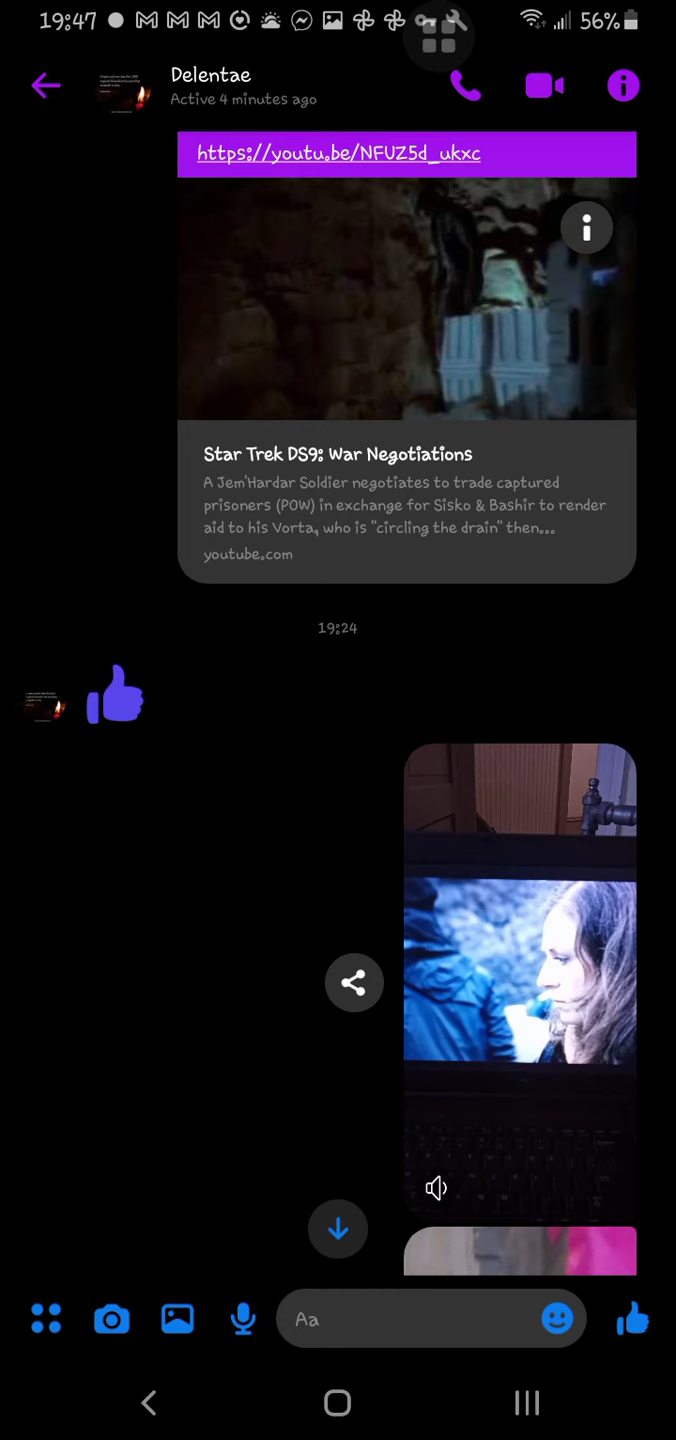 19:47
56%
Delentae
Active 4 minutes ago
https://youtu.be/NFUZ5d_ukxc
Star Trek DS9: War Negotiations
A Jem'Hardar Soldier negotiates to trade captured
prisoners (POW) in exchange for Sisko & Bashir to render
aid to his Vorta, who is "circling the drain" then...
youtube.com
19:24
Aa